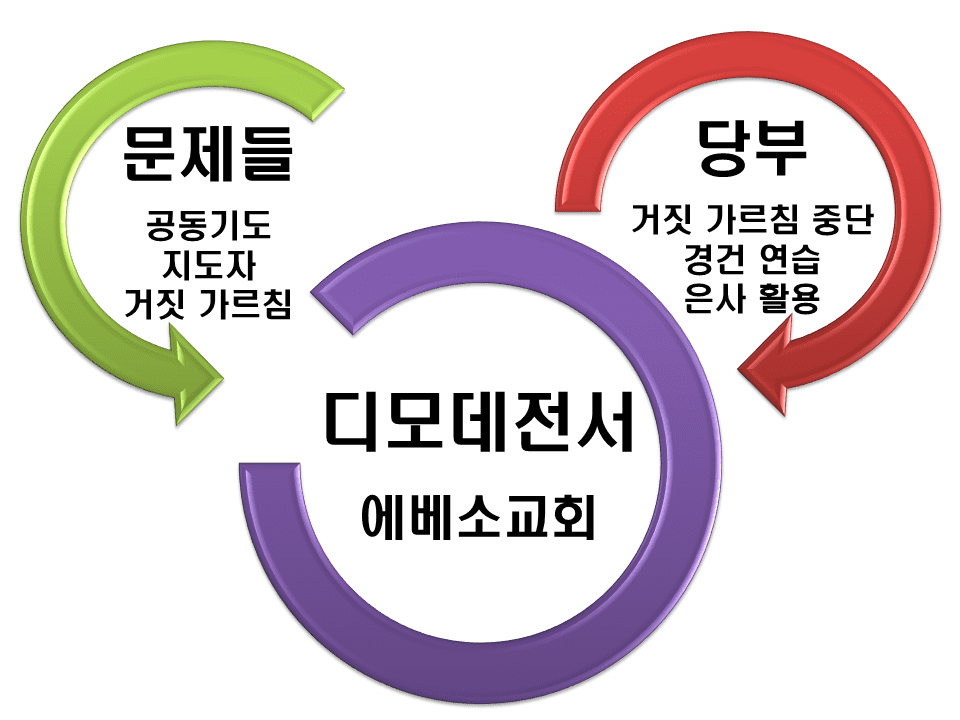 문제들
공동기도
지도자
거짓 가르침
당부
거짓 가르침 중단
경건 연습
은사 활용
디모데전서
에베소교회